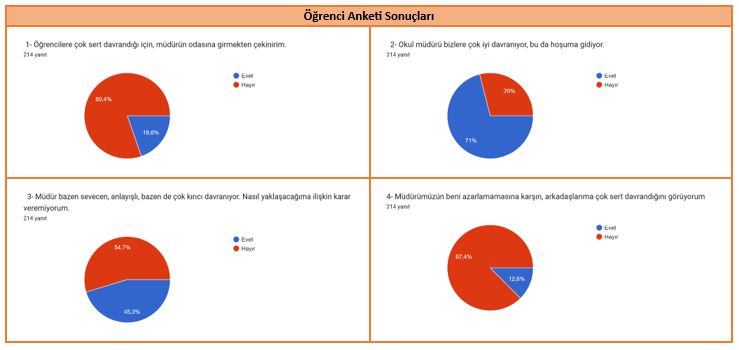 Öğrenci Anketi Sonuçları
1- Öğrencilere çok sert davrandığı için, müdürün odasına girmekten çekinirim.
214 yanıt
Evet
Hayır
80,4%
19,6%
2- Okul müdürü bizlere çok iyi davranıyor, bu da hoşuma gidiyor.
214 yanıt
Evet
Hayır
29%
71%
3- Müdür bazen sevecen, anlayışlı, bazen de çok kırıcı davranıyor. Nasıl yaklaşacağıma ilişkin karar
veremiyorum.
214 yanıt
Evet
Hayır
54,7%
45,3%
4- Müdürümüzün beni azarlamamasına karşın, arkadaşlarıma çok sert davrandığını görüyorum
214 yanıt
Evet
Hayır
87,4%
12,6%